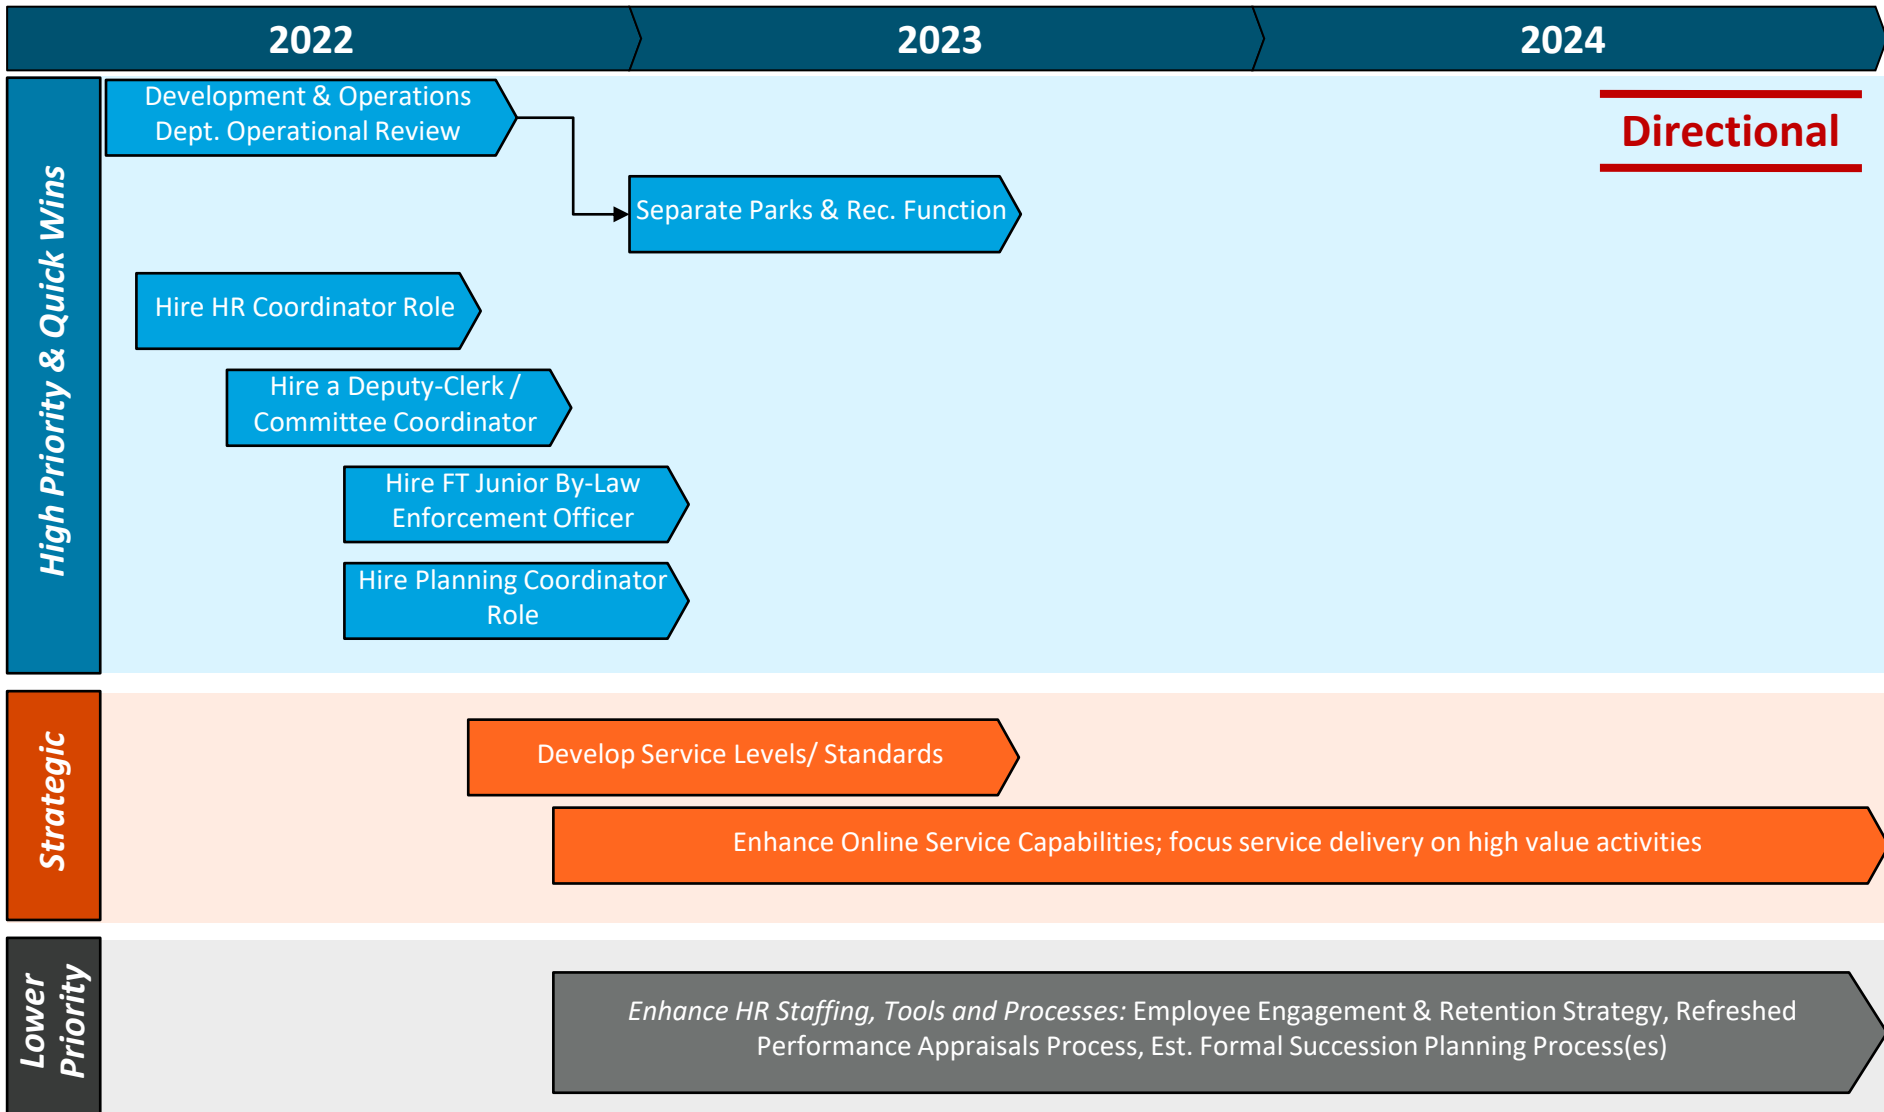 2022
2023
2024
High Priority & Quick Wins
Development & Operations
Dept. Operational Review
Directional
Separate Parks & Rec. Function
Hire HR Coordinator Role
Hire a Deputy-Clerk /
Committee Coordinator
Hire FT Junior By-Law
Enforcement Officer
Hire Planning Coordinator
Role
Strategic
Develop Service Levels/ Standards
Enhance Online Service Capabilities; focus service delivery on high value activities
Lower
Priority
Enhance HR Staffing, Tools and Processes: Employee Engagement & Retention Strategy, Refreshed
Performance Appraisals Process, Est. Formal Succession Planning Process(es)